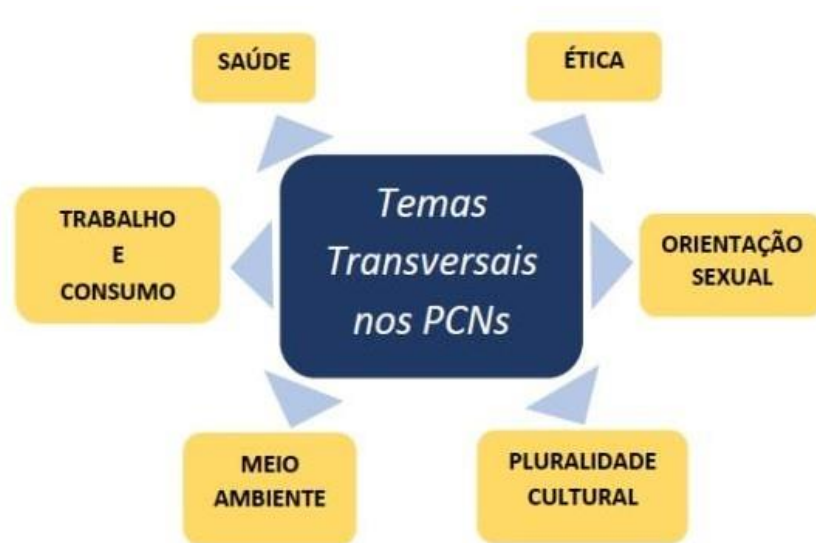 SAÚDE
ÉTICA
TRABALHO
E
CONSUMO
Temas
Transversais
nos PCNs
ORIENTAÇÃO
SEXUAL
MEIO
AMBIENTE
PLURALIDADE
CULTURAL